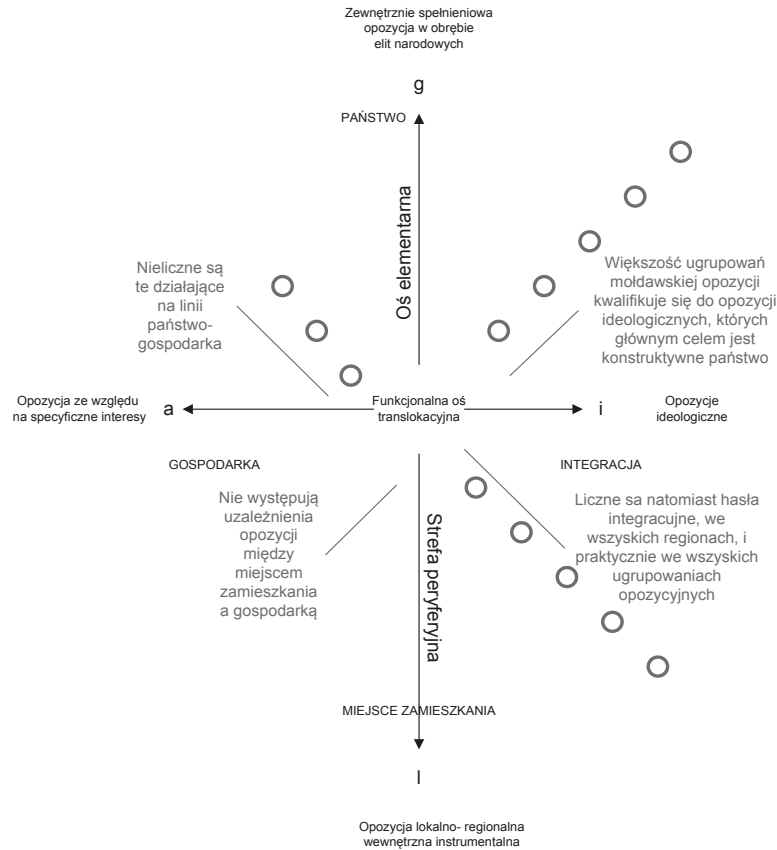 Zewnętrznie spełnieniowa
opozycja w obrębie
elit narodowych
g
PAŃSTWO
Oś elementarna
Nieliczne są
te działające
na linii
państwo-
gospodarka
Większość ugrupowań
mołdawskiej opozycji
kwalifikuje się do opozycji
ideologicznych, których
głównym celem jest
konstruktywne państwo
Opozycja ze względu
na specyficzne interesy
a
Funkcjonalna oś
translokacyjna
i
Opozycje
ideologiczne
GOSPODARKA
INTEGRACJA
Nie występują
uzależnienia
opozycji
między
miejscem
zamieszkania
a gospodarką
Strefa peryferyjna
Liczne sa natomiast hasła
integracujne, we
wszyskich regionach, i
praktycznie we wszyskich
ugrupowaniach
opozycyjnych
MIEJSCE ZAMIESZKANIA
l
Opozycja lokalno- regionalna
wewnętrzna instrumentalna